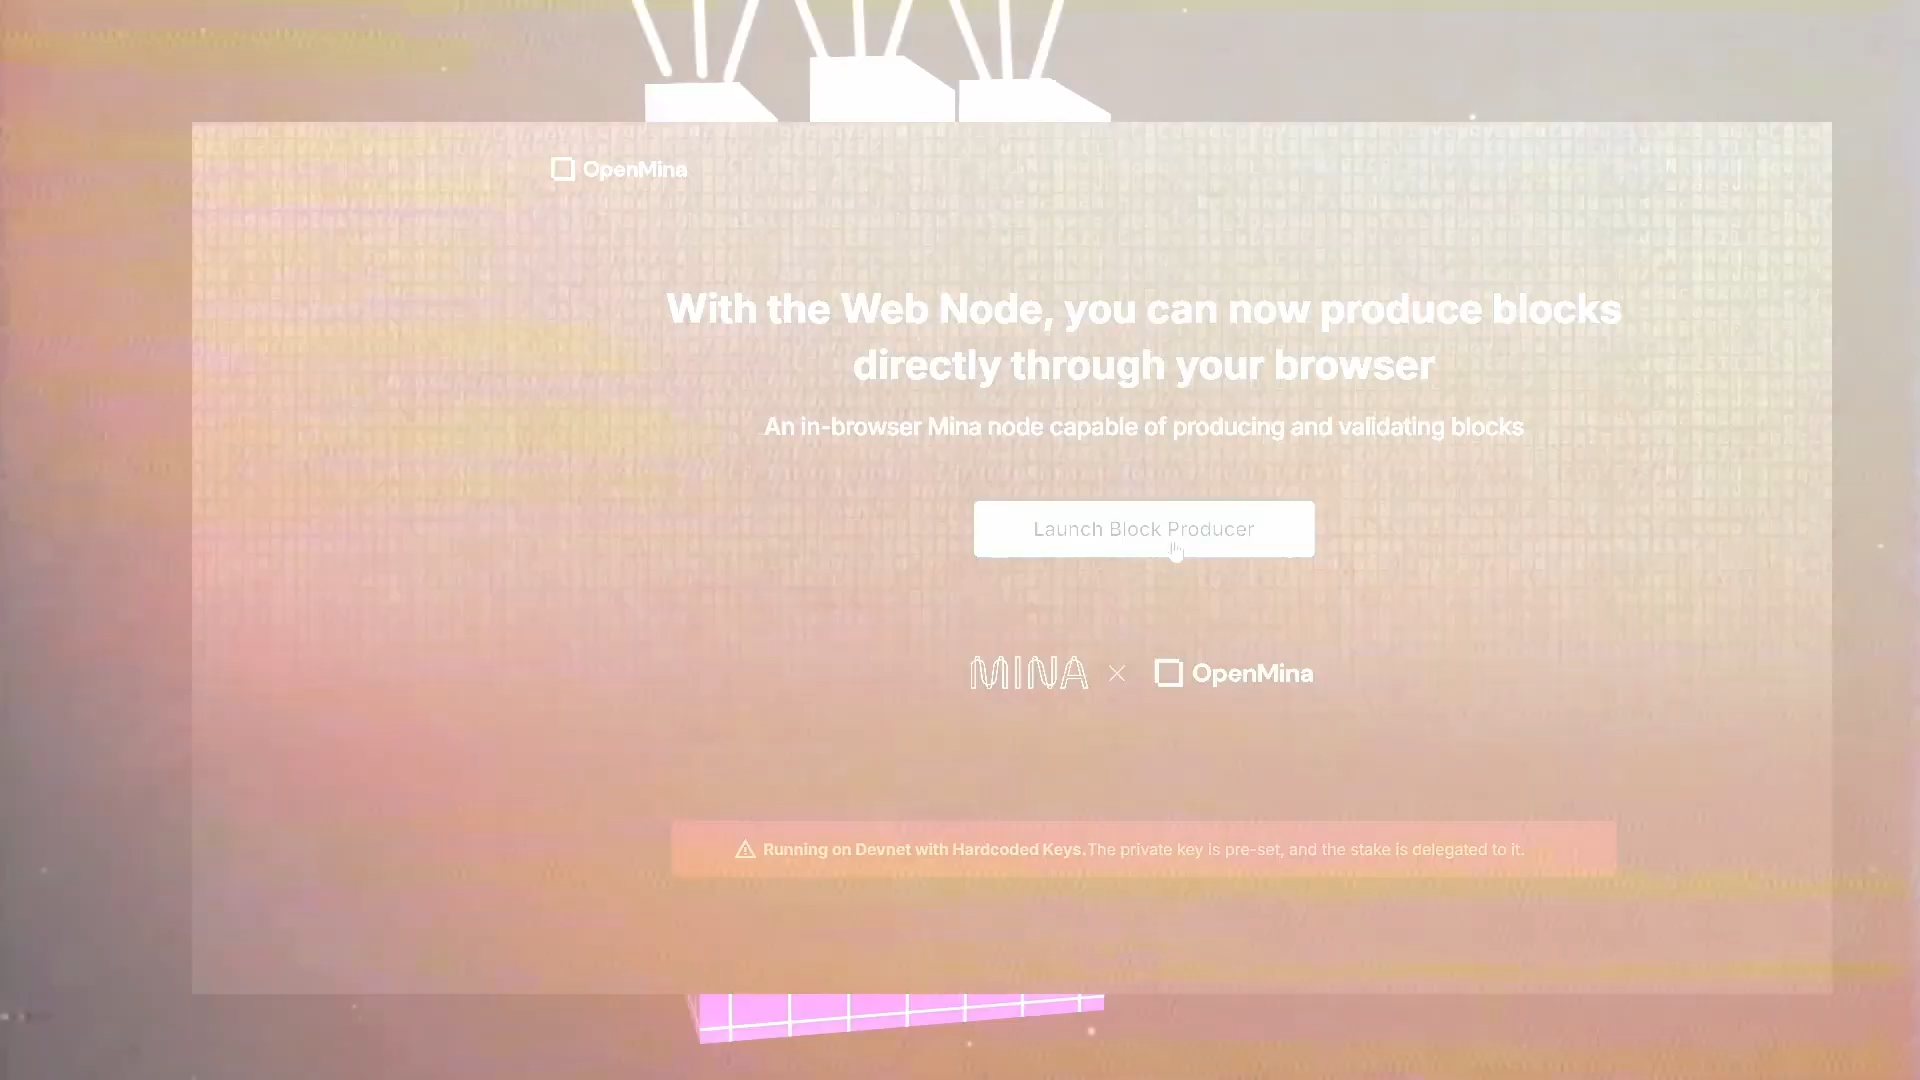 OpenMina
With the Web Node, you can now produce blocks
directly through your browser
An in-browser Mina node capable of producing and validating blocks
Launch Block Producer
MINA × OpenMina
Running on Devnet with Hardcoded Keys. The private key is pre-set, and the stake is delegated to it.